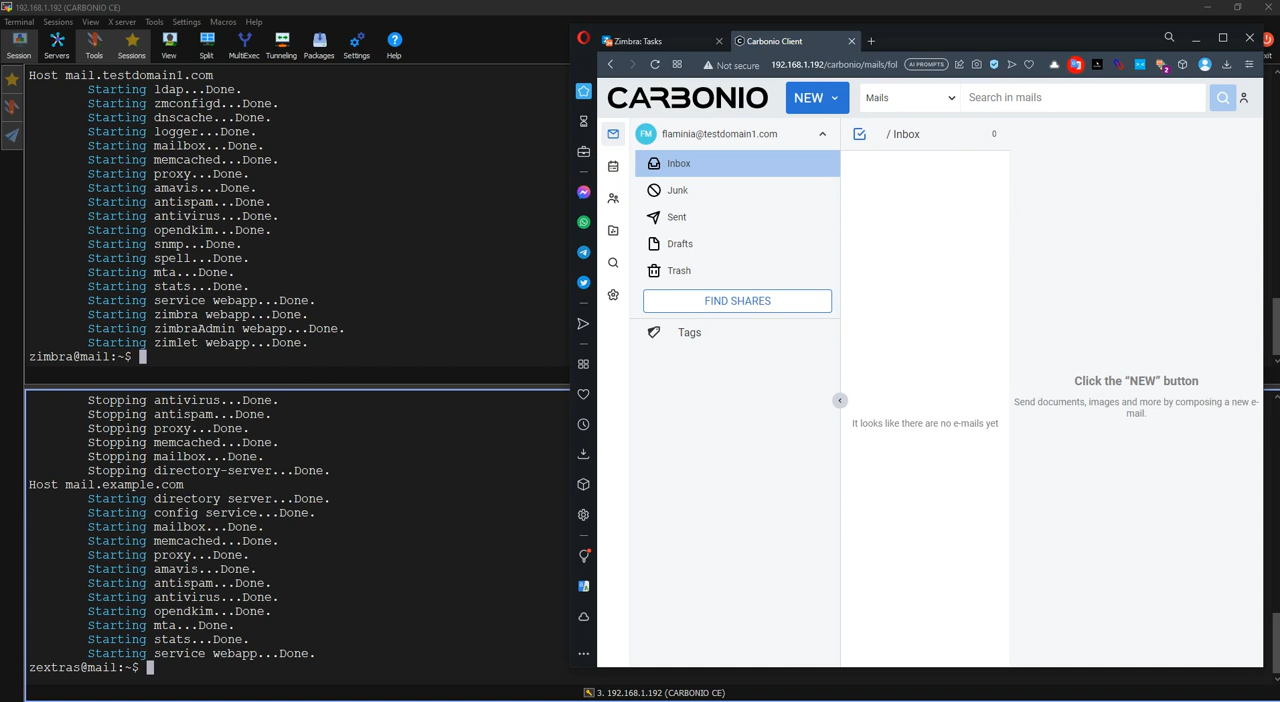 192.168.1.192 (CARBONIO CE)
Terminal Sessions View X server Tools Settings Macros Help
Session Servers Tools Sessions View Split MultiExec Tunneling Packages Settings Help
Host mail.testdomain1.com
Starting ldap...Done.
Starting zmconfigd...Done.
Starting dnscache...Done.
Starting logger...Done.
Starting mailbox...Done.
Starting memcached...Done.
Starting proxy...Done.
Starting amavis...Done.
Starting antispam...Done.
Starting antivirus...Done.
Starting opendkim...Done.
Starting snmp...Done.
Starting spell...Done.
Starting mta...Done.
Starting stats...Done.
Starting service webapp...Done.
Starting zimbra webapp...Done.
Starting zimbraAdmin webapp...Done.
Starting zimlet webapp...Done.
zimbra@mail:~$
Stopping antivirus...Done.
Stopping antispam...Done.
Stopping proxy...Done.
Stopping memcached...Done.
Stopping mailbox...Done.
Stopping directory-server...Done.
Host mail.example.com
Starting directory server...Done.
Starting config service...Done.
Starting mailbox...Done.
Starting memcached...Done.
Starting proxy...Done.
Starting amavis...Done.
Starting antispam...Done.
Starting antivirus...Done.
Starting opendkim...Done.
Starting mta...Done.
Starting stats...Done.
Starting service webapp...Done.
zextras@mail:~$
Zimbra: Tasks
Carbonio Client
Not secure 192.168.1.192/carbonio/mails/fol AI PROMPTS
2
CARBONIO
NEW
Mails
Search in mails
FM flaminia@testdomain1.com
Inbox
Junk
Sent
Drafts
Trash
FIND SHARES
Tags
/ Inbox 0
It looks like there are no e-mails yet
Click the “NEW” button
Send documents, images and more by composing a new e-
mail.
3. 192.168.1.192 (CARBONIO CE)